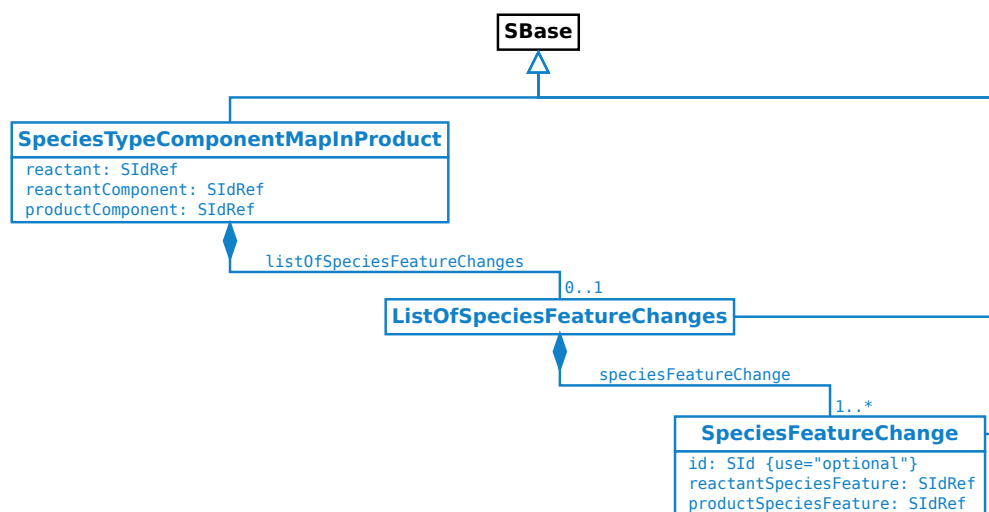 SBase
SpeciesTypeComponentMapInProduct
reactant: SIdRef
reactantComponent: SIdRef
productComponent: SIdRef
listOfSpeciesFeatureChanges
0..1
ListOfSpeciesFeatureChanges
speciesFeatureChange
1..*
SpeciesFeatureChange
id: SId {use="optional"}
reactantSpeciesFeature: SIdRef
productSpeciesFeature: SIdRef